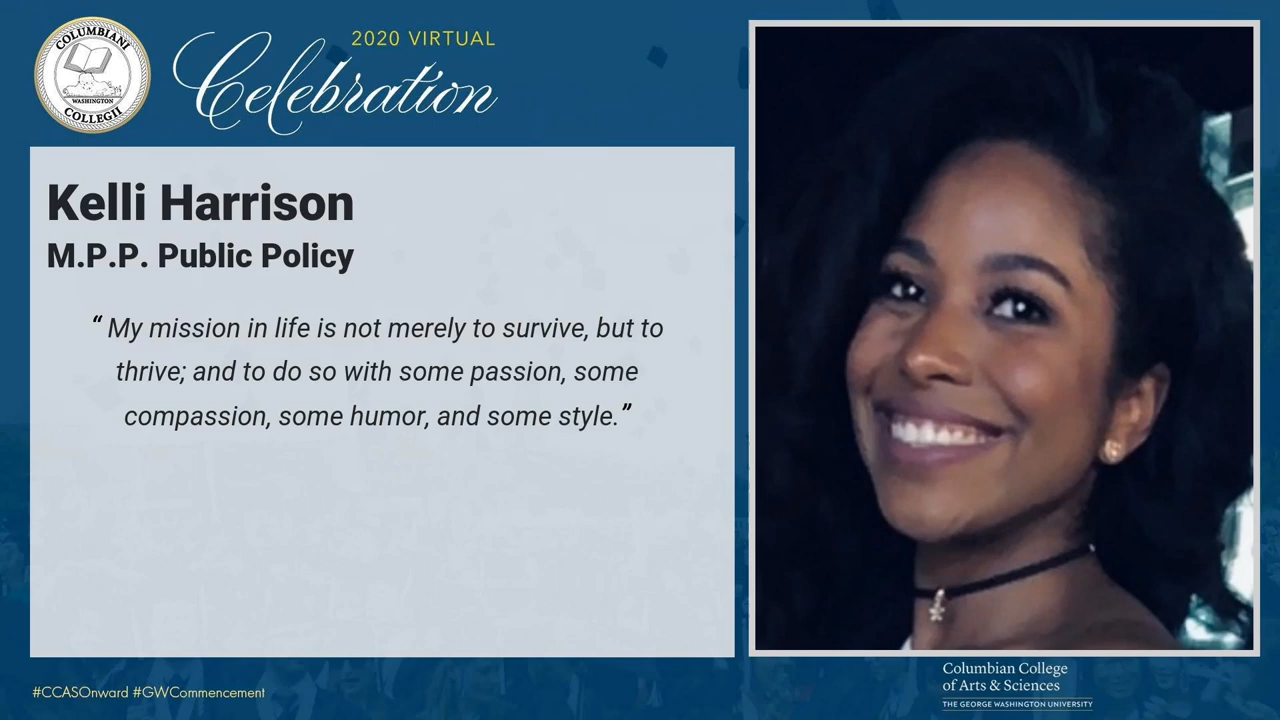 COLUMBIANI
WASHINGTON
COLLEGII
2020 VIRTUAL
Celebration
Kelli Harrison
M.P.P. Public Policy
“ My mission in life is not merely to survive, but to
thrive; and to do so with some passion, some
compassion, some humor, and some style.”
#CCASOnward #GWCommencement
Columbian College
of Arts & Sciences
THE GEORGE WASHINGTON UNIVERSITY